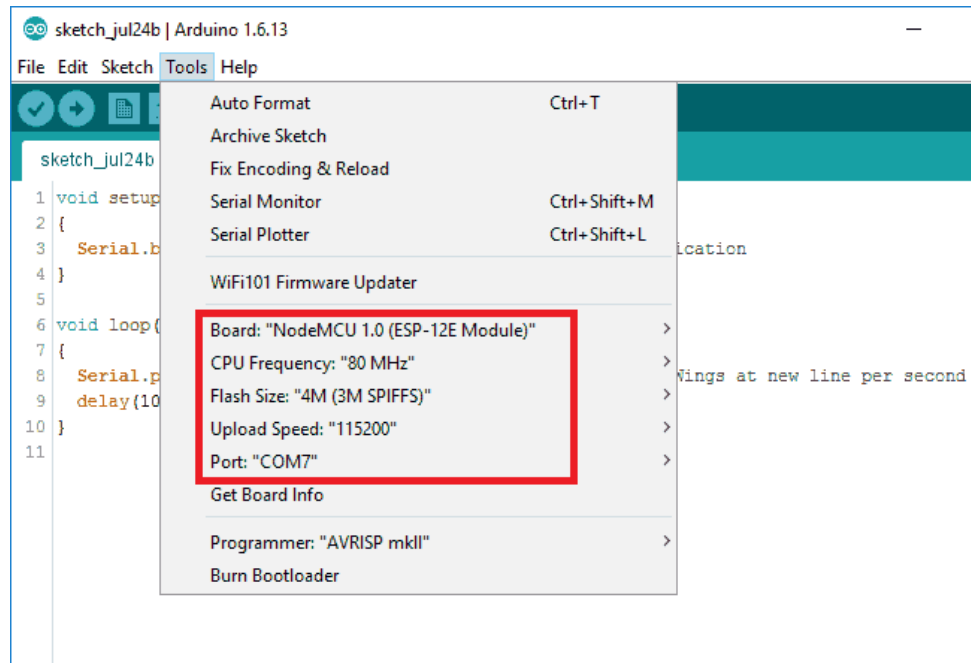 sketch_jul24b | Arduino 1.6.13
File Edit Sketch Tools Help
Auto Format Ctrl+T
Archive Sketch
sketch_jul24b
Fix Encoding & Reload
1 void setup
Serial Monitor Ctrl+Shift+M
2 {
Serial Plotter Ctrl+Shift+L
3 Serial.b ication
4 }
WiFi101 Firmware Updater
5
6 void loop{
Board: "NodeMCU 1.0 (ESP-12E Module)" >
7 {
CPU Frequency: "80 MHz" >
8 Serial.p Wings at new line per second
Flash Size: "4M (3M SPIFFS)" >
9 delay{10
Upload Speed: "115200" >
10 }
11
Port: "COM7" >
Get Board Info
Programmer: "AVRISP mkII" >
Burn Bootloader